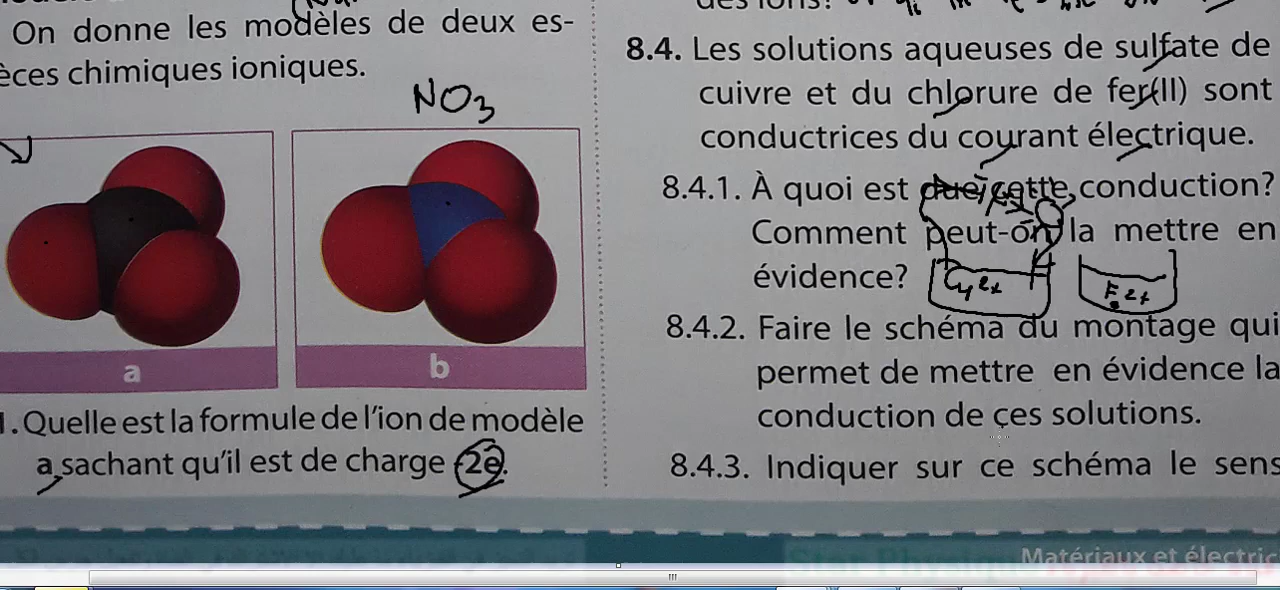 On donne les modèles de deux es-
èces chimiques ioniques.
NO3
a
b
1. Quelle est la formule de l'ion de modèle
a sachant qu'il est de charge -2e.
des ions?
8.4. Les solutions aqueuses de sulfate de
cuivre et du chlorure de fer(II) sont
conductrices du courant électrique.
8.4.1. À quoi est due cette conduction?
Comment peut-on la mettre en
évidence?
Cu2+
Fe2+
8.4.2. Faire le schéma du montage qui
permet de mettre en évidence la
conduction de ces solutions.
8.4.3. Indiquer sur ce schéma le sens
Matériaux et électric